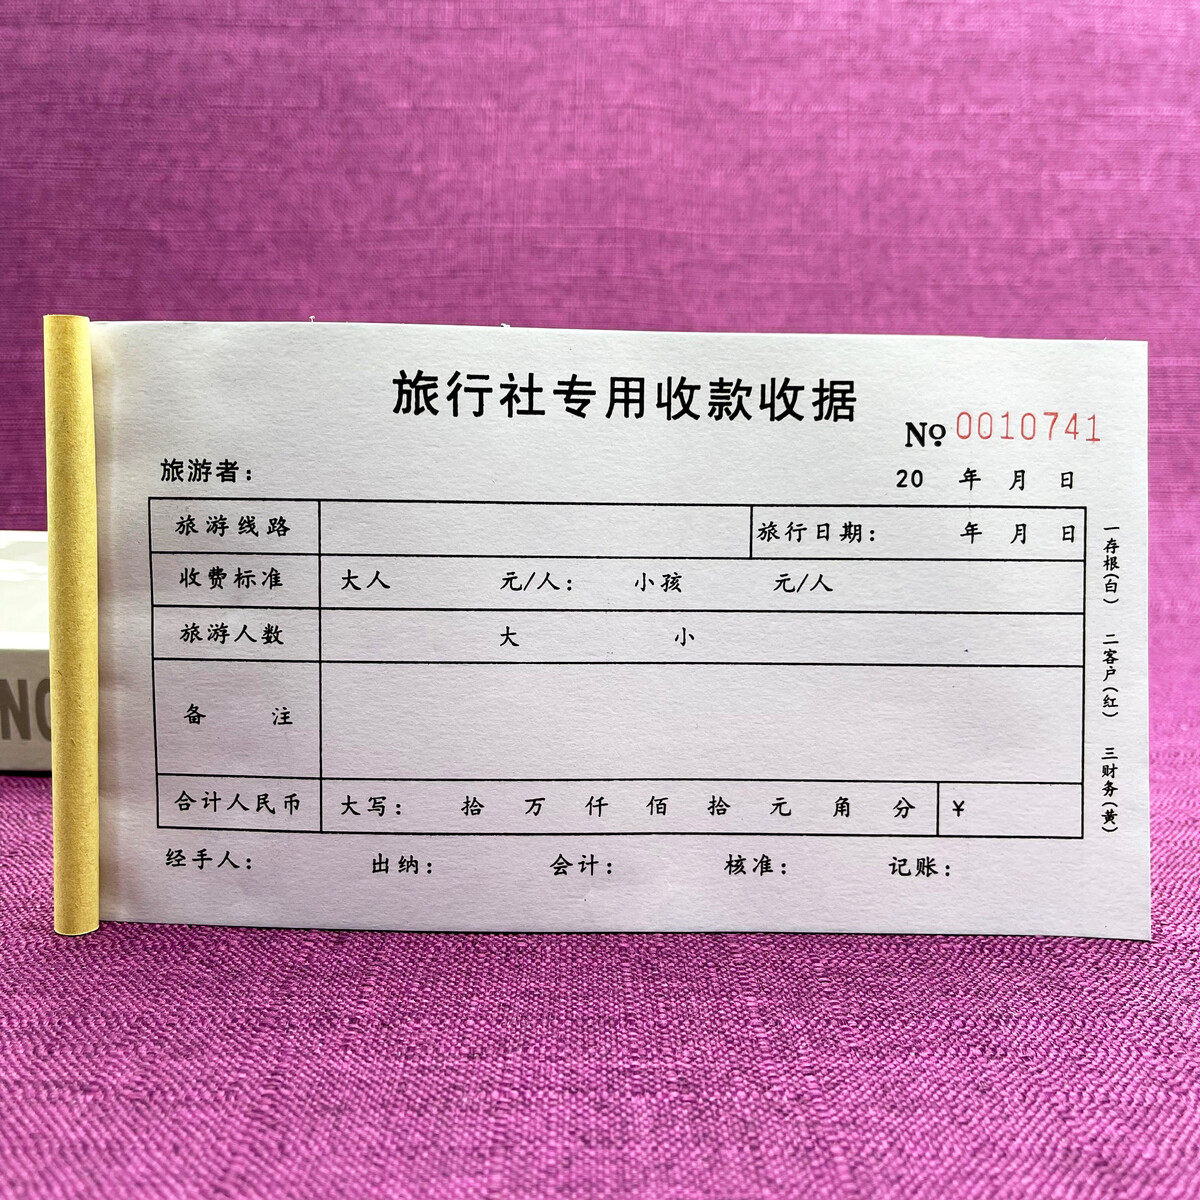 旅行社专用收款收据
No 0010741
旅游者：
20 年 月 日
旅游线路 旅行日期： 年 月 日
收费标准 大人 元/人： 小孩 元/人
旅游人数 大 小
备 注
合计人民币 大写： 拾 万 仟 佰 拾 元 角 分 ¥
经手人： 出纳： 会计： 核准： 记账：
一存根(白) 二客户(红) 三财务(黄)
NO